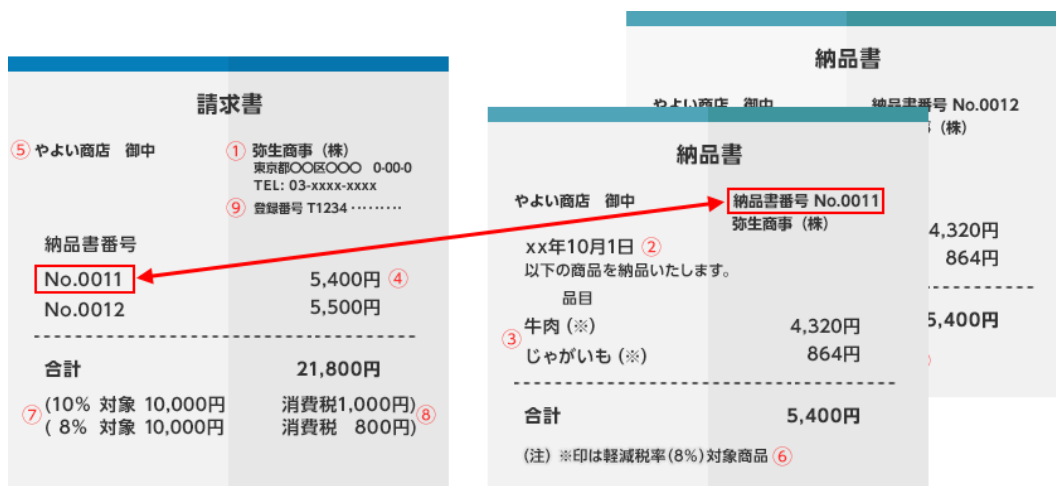 請求書
⑤ やよい商店 御中
① 弥生商事（株）
東京都〇〇区〇〇〇 0-00-0
TEL: 03-xxxx-xxxx
⑨ 登録番号 T1234 ………
納品書番号
No.0011 5,400円 ④
No.0012 5,500円
合計 21,800円
⑦ (10% 対象 10,000円 消費税1,000円) ⑧
( 8% 対象 10,000円 消費税 800円)
納品書
やよい商店 御中
納品書番号 No.0011
弥生商事（株）
xx年10月1日 ②
以下の商品を納品いたします。
品目
③ 牛肉（※） 4,320円
じゃがいも（※） 864円
合計 5,400円
（注）※印は軽減税率(8%)対象商品 ⑥
納品書
やよい商店 御中
納品書番号 No.0012
（株）
4,320円
864円
5,400円